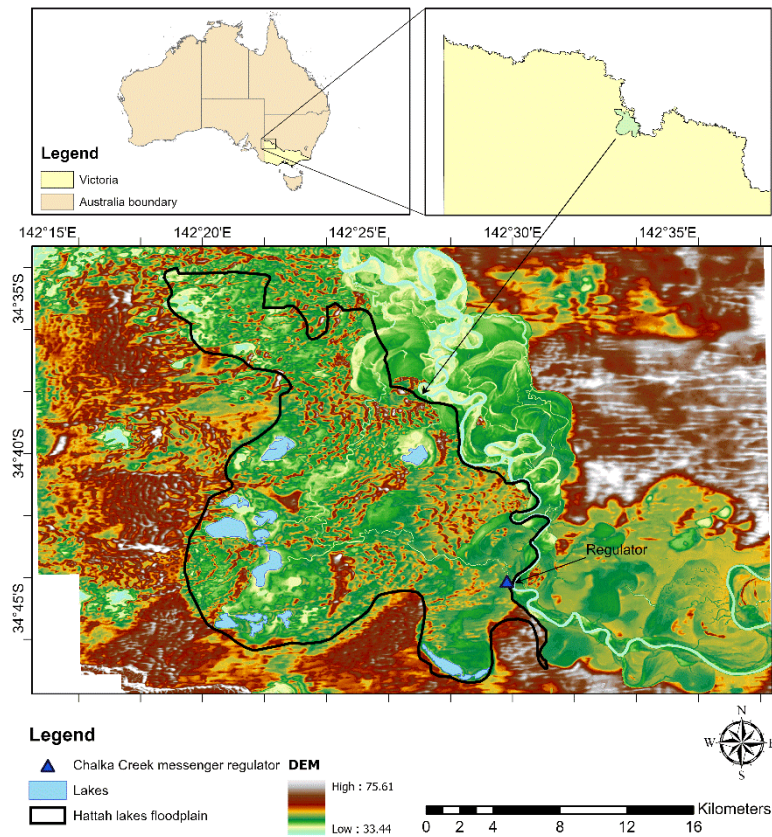 Legend
Victoria
Australia boundary
142°15'E 142°20'E 142°25'E 142°30'E 142°35'E
34°35'S
34°40'S
34°45'S
Regulator
Legend
Chalka Creek messenger regulator
Lakes
Hattah lakes floodplain
DEM
High : 75.61
Low : 33.44
N
W E
S
Kilometers
0 2 4 8 12 16